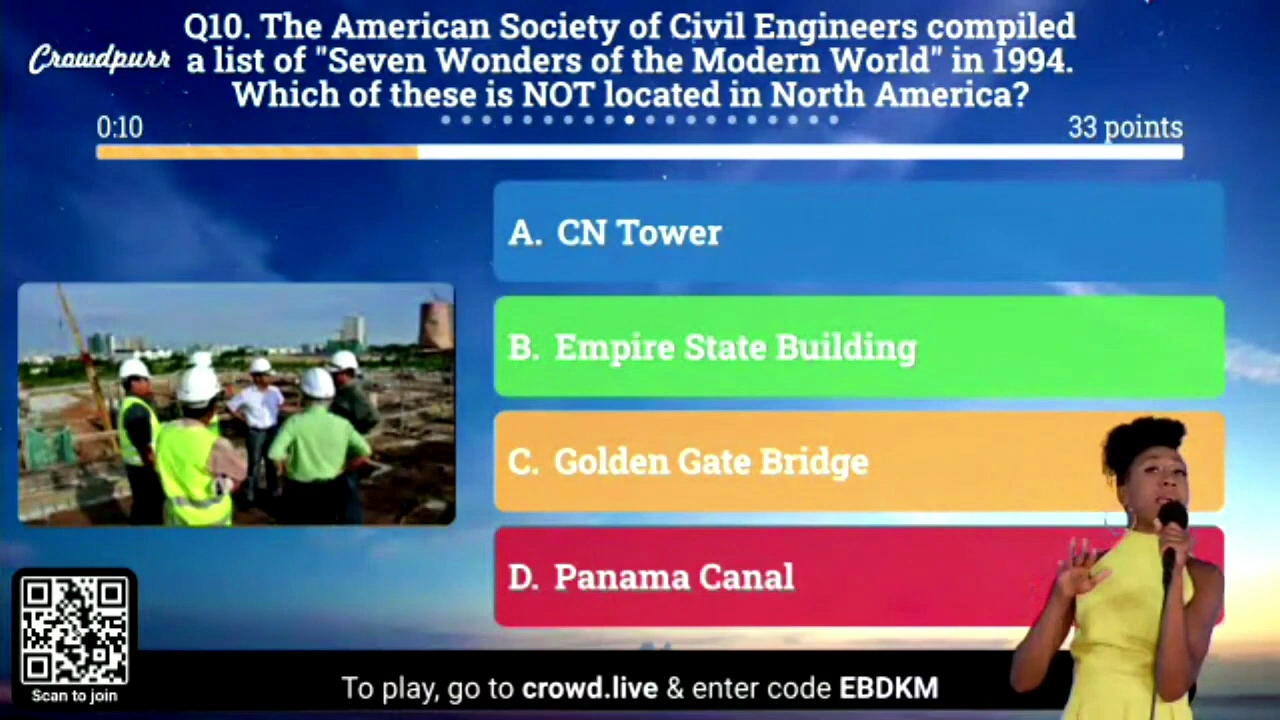 Q10. The American Society of Civil Engineers compiled
Crowdpurr
a list of "Seven Wonders of the Modern World" in 1994.
Which of these is NOT located in North America?
0:10
33 points
A. CN Tower
B. Empire State Building
C. Golden Gate Bridge
D. Panama Canal
Scan to join
To play, go to crowd.live & enter code EBDKM